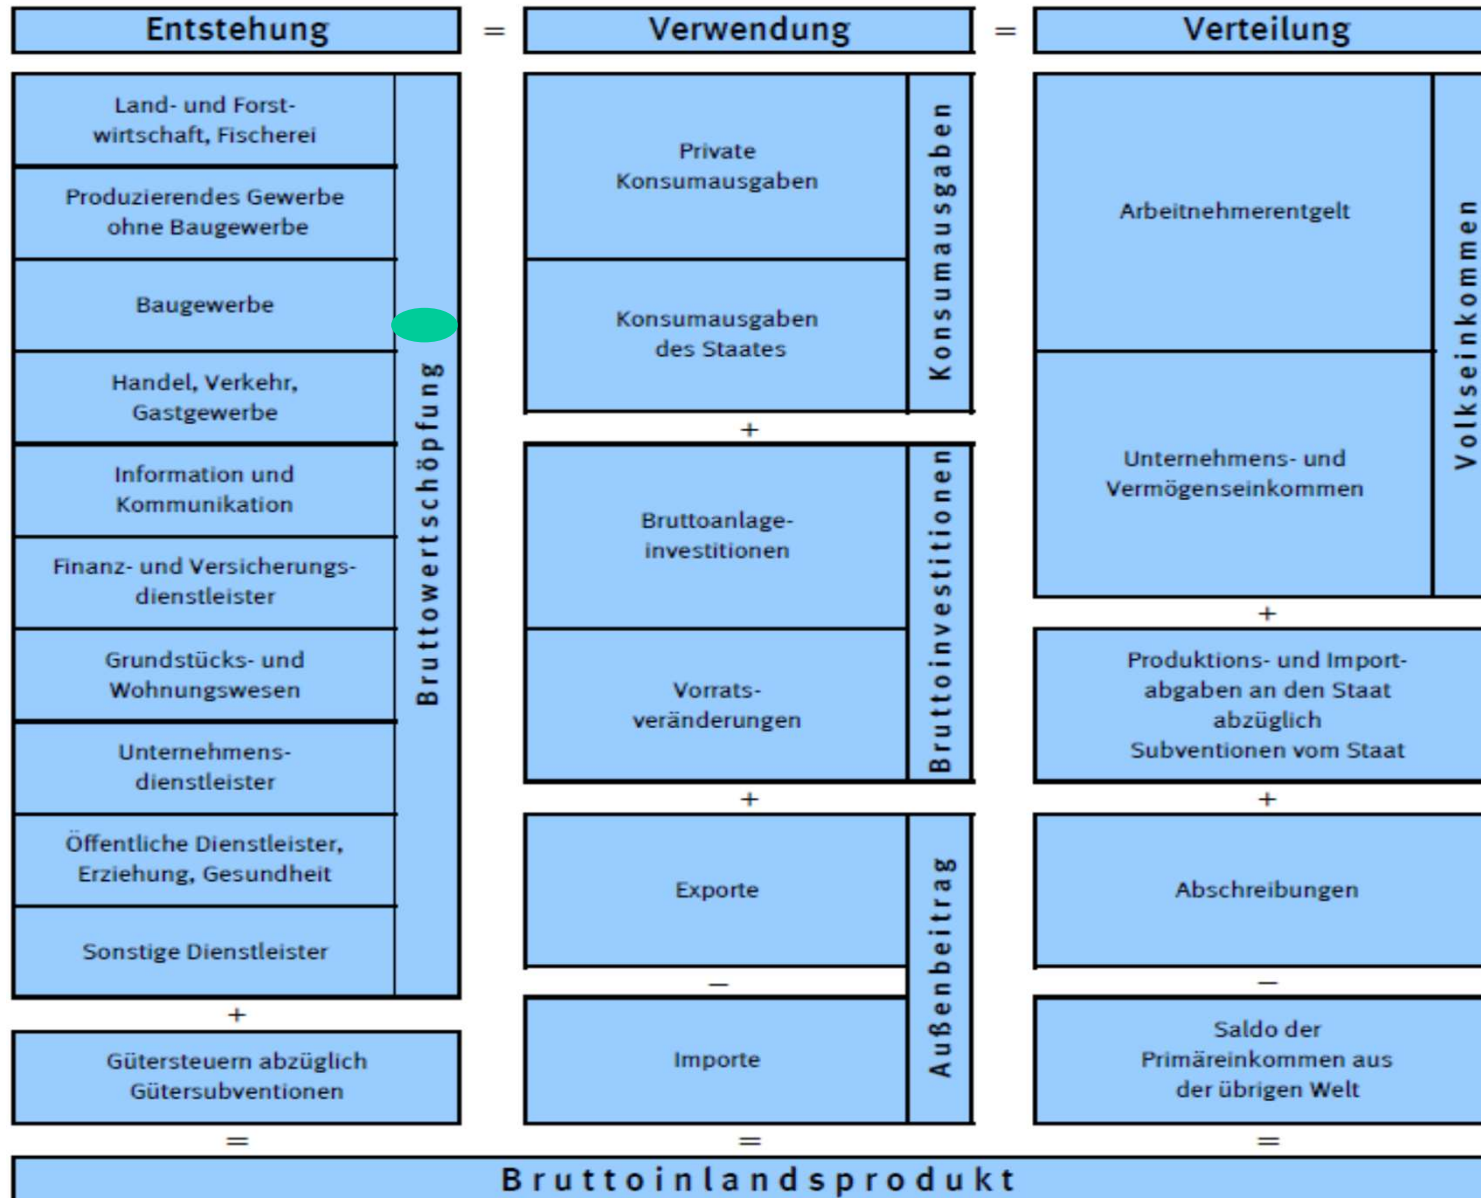 Entstehung
=
Verwendung
=
Verteilung
Land- und Forst-
wirtschaft, Fischerei
Produzierendes Gewerbe
ohne Baugewerbe
Baugewerbe
Handel, Verkehr,
Gastgewerbe
Information und
Kommunikation
Finanz- und Versicherungs-
dienstleister
Grundstücks- und
Wohnungswesen
Unternehmens-
dienstleister
Öffentliche Dienstleister,
Erziehung, Gesundheit
Sonstige Dienstleister
Bruttowertschöpfung
+
Gütersteuern abzüglich
Gütersubventionen
=
Private
Konsumausgaben
Konsumausgaben
des Staates
Konsumausgaben
+
Bruttoanlage-
investitionen
Vorrats-
veränderungen
Bruttoinvestitionen
+
Exporte
–
Importe
Außenbeitrag
=
Arbeitnehmerentgelt
Unternehmens- und
Vermögenseinkommen
Volkseinkommen
+
Produktions- und Import-
abgaben an den Staat
abzüglich
Subventionen vom Staat
+
Abschreibungen
–
Saldo der
Primäreinkommen aus
der übrigen Welt
=
Bruttoinlandsprodukt